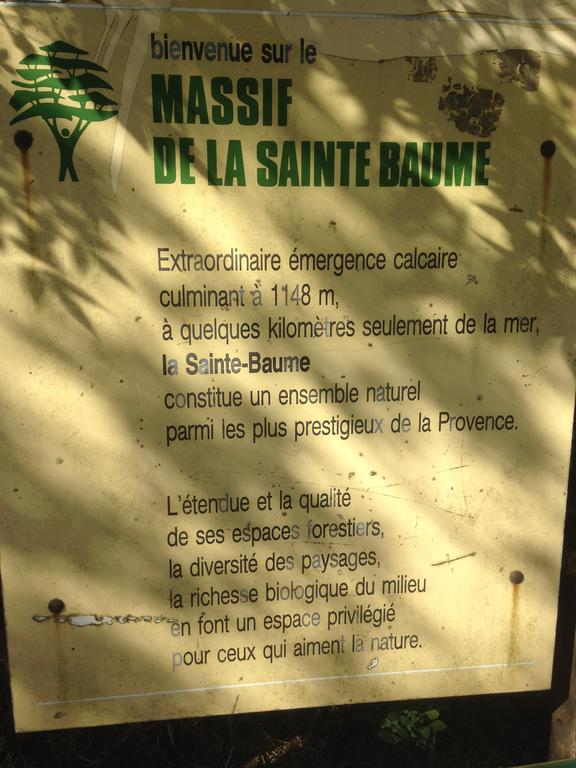 bienvenue sur le
MASSIF
DE LA SAINTE BAUME
Extraordinaire émergence calcaire
culminant à 1148 m,
à quelques kilomètres seulement de la mer,
la Sainte-Baume
constitue un ensemble naturel
parmi les plus prestigieux de la Provence.
L'étendue et la qualité
de ses espaces forestiers,
la diversité des paysages,
la richesse biologique du milieu
en font un espace privilégié
pour ceux qui aiment la nature.